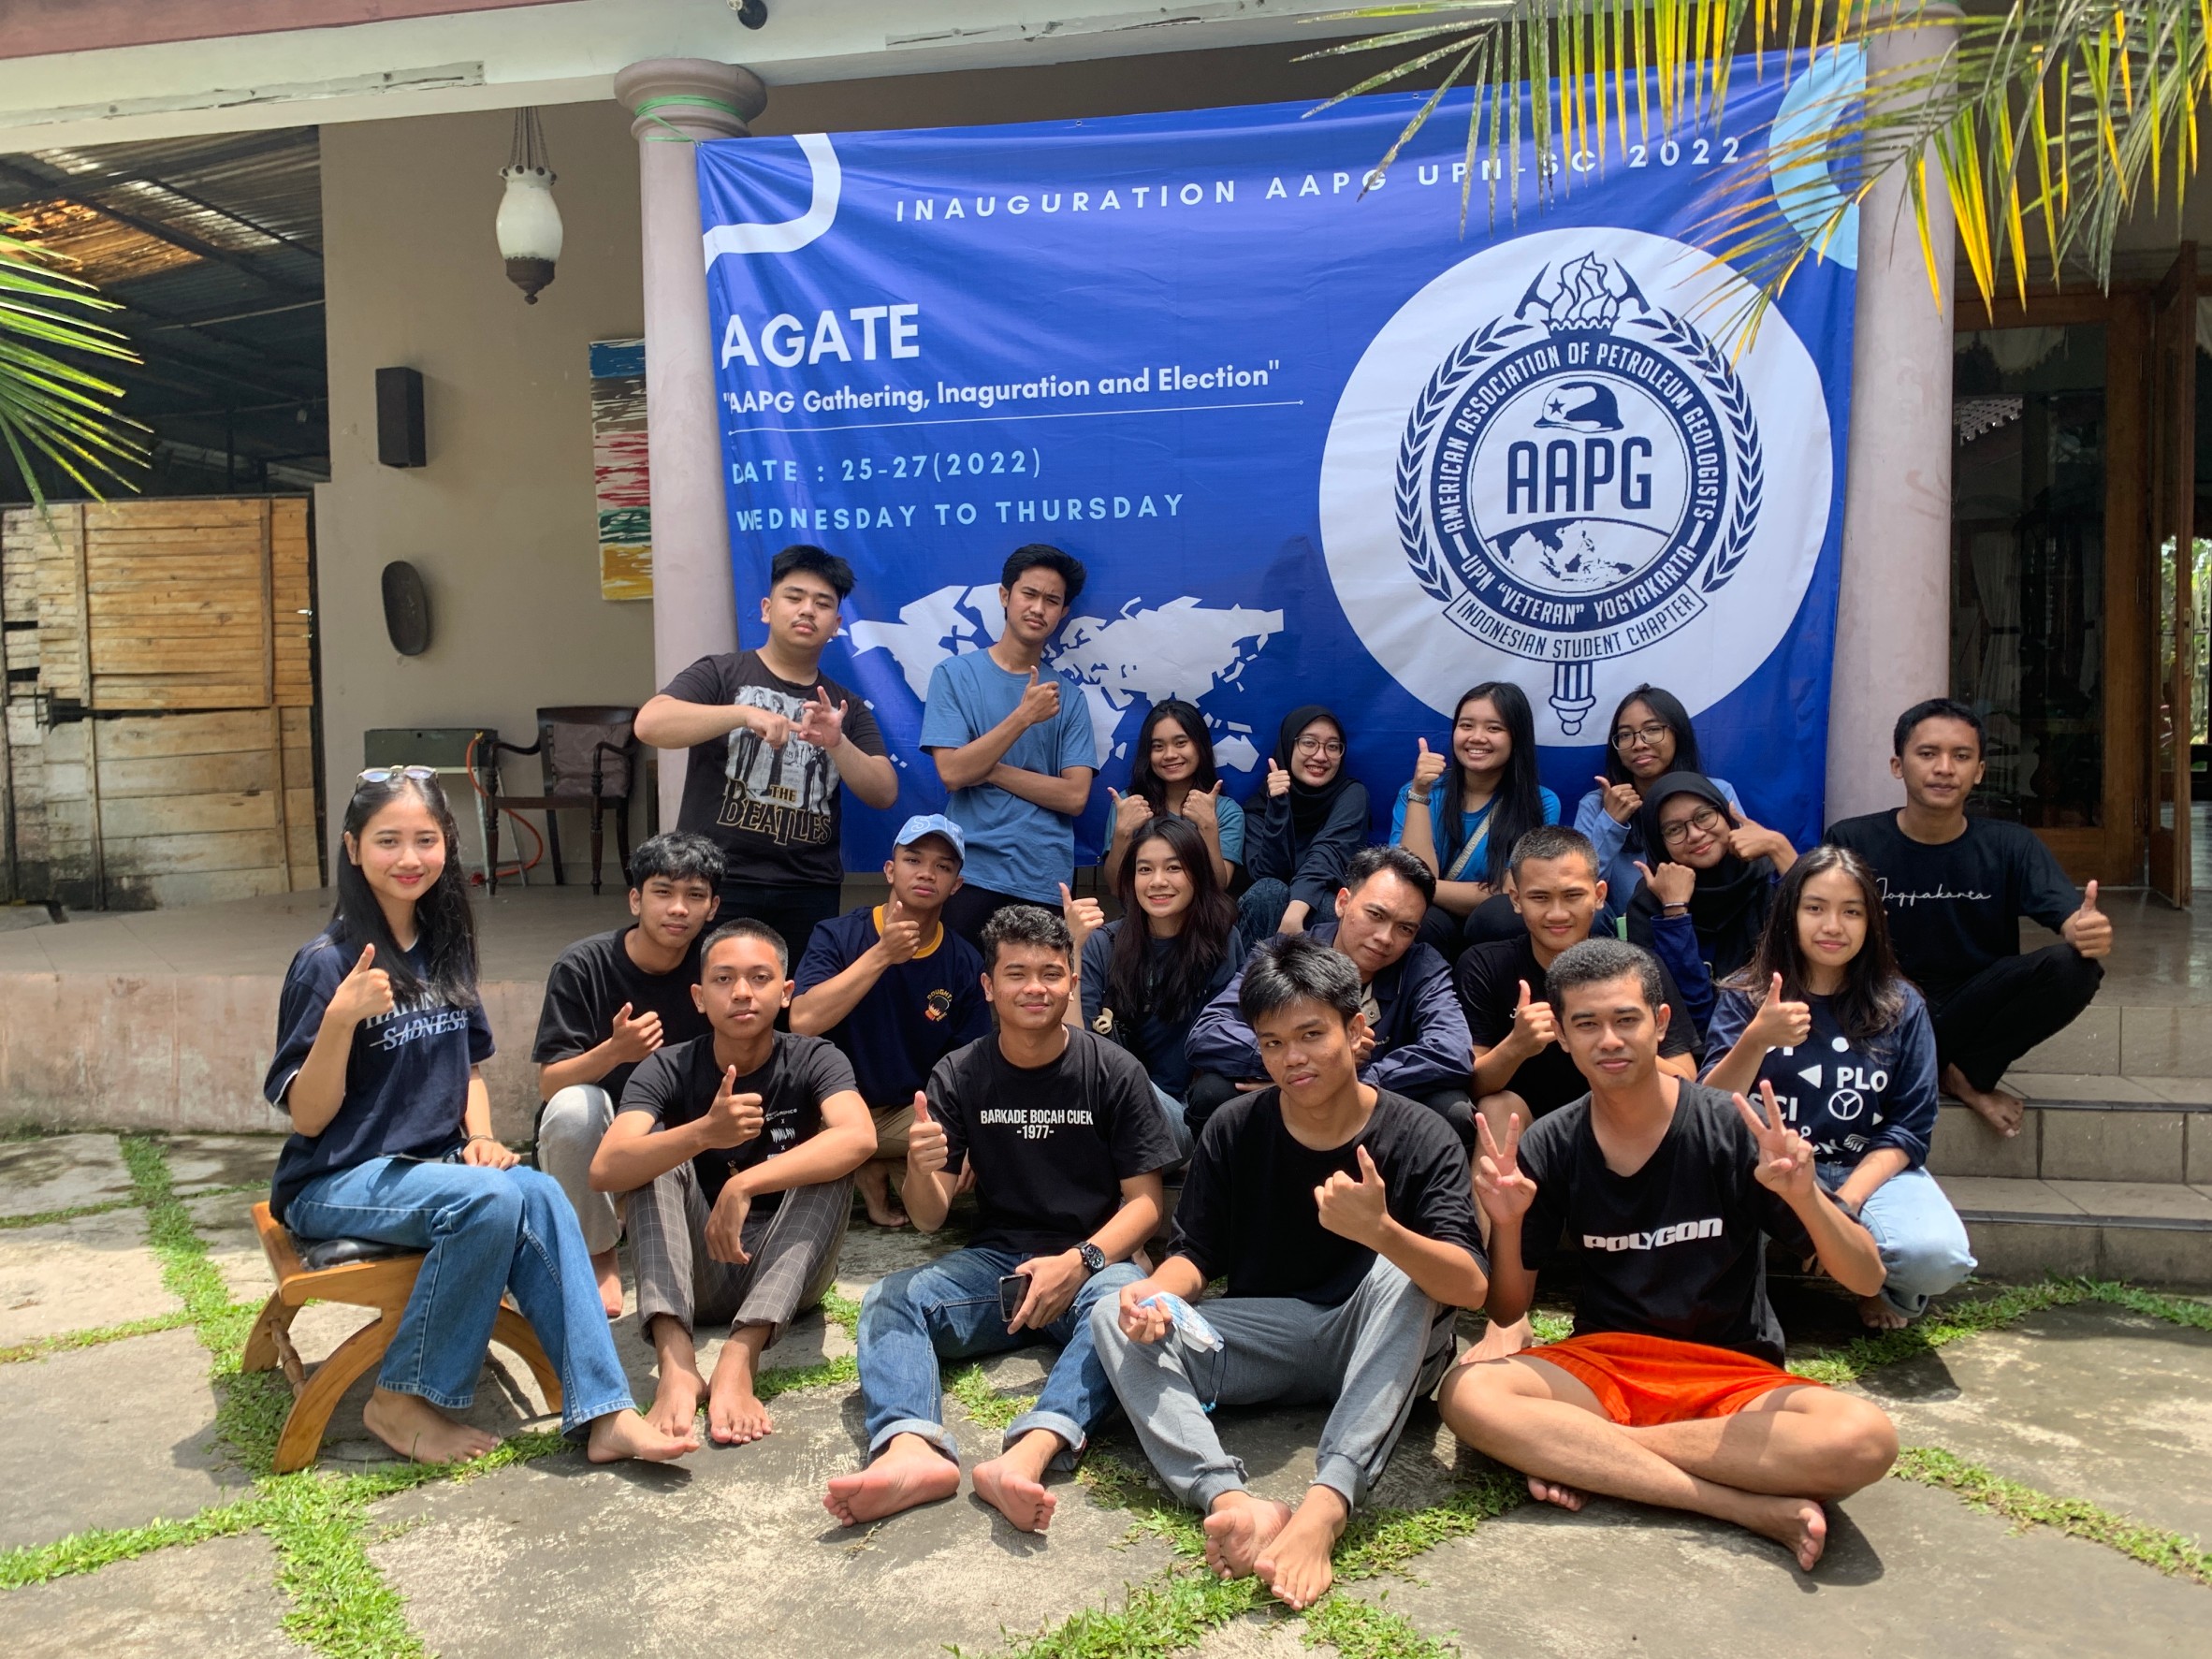 INAUGURATION AAPG UPN-SC 2022
AGATE
"AAPG Gathering, Inaguration and Election"
DATE : 25-27(2022)
WEDNESDAY TO THURSDAY
AMERICAN ASSOCIATION OF PETROLEUM GEOLOGISTS
AAPG
UPN "VETERAN" YOGYAKARTA
INDONESIAN STUDENT CHAPTER
THE
BEATLES
Jogjakarta
SADNESS
BARKADE BOCAH CUEK
-1977-
POLYGON
PLO
SCI